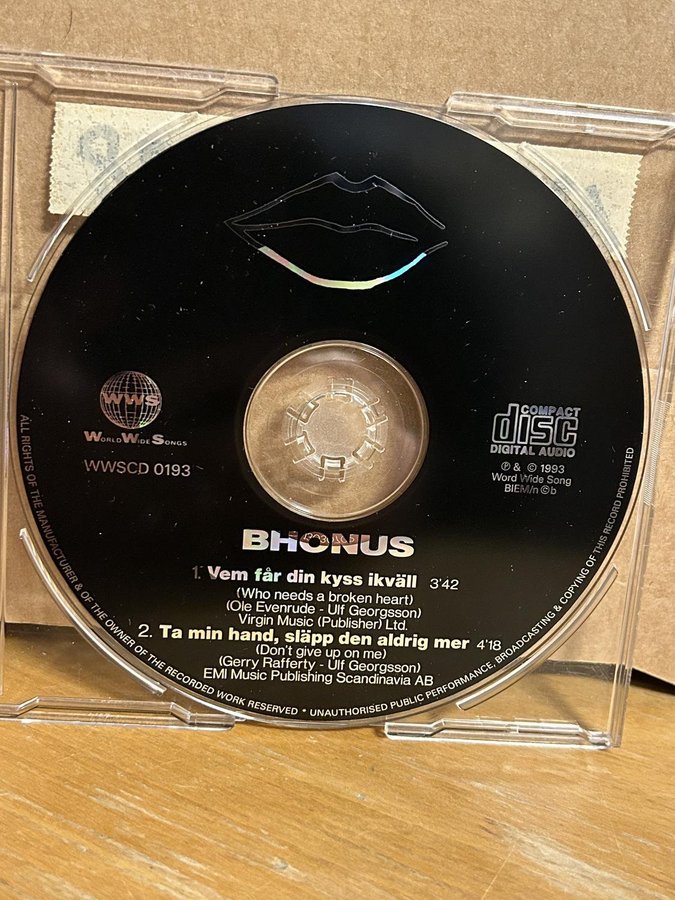 WWS
WORLD WIDE SONGS
WWSCD 0193
COMPACT
disc
DIGITAL AUDIO
Ⓟ & © 1993
Word Wide Song
BIEM/n©b
BHONUS
1. Vem får din kyss ikväll 3'42
(Who needs a broken heart)
(Ole Evenrude - Ulf Georgsson)
Virgin Music (Publisher) Ltd.
2. Ta min hand, släpp den aldrig mer 4'18
(Don't give up on me)
(Gerry Rafferty - Ulf Georgsson)
EMI Music Publishing Scandinavia AB
ALL RIGHTS OF THE MANUFACTURER & OF THE OWNER OF THE RECORDED WORK RESERVED • UNAUTHORISED PUBLIC PERFORMANCE, BROADCASTING & COPYING OF THIS RECORD PROHIBITED